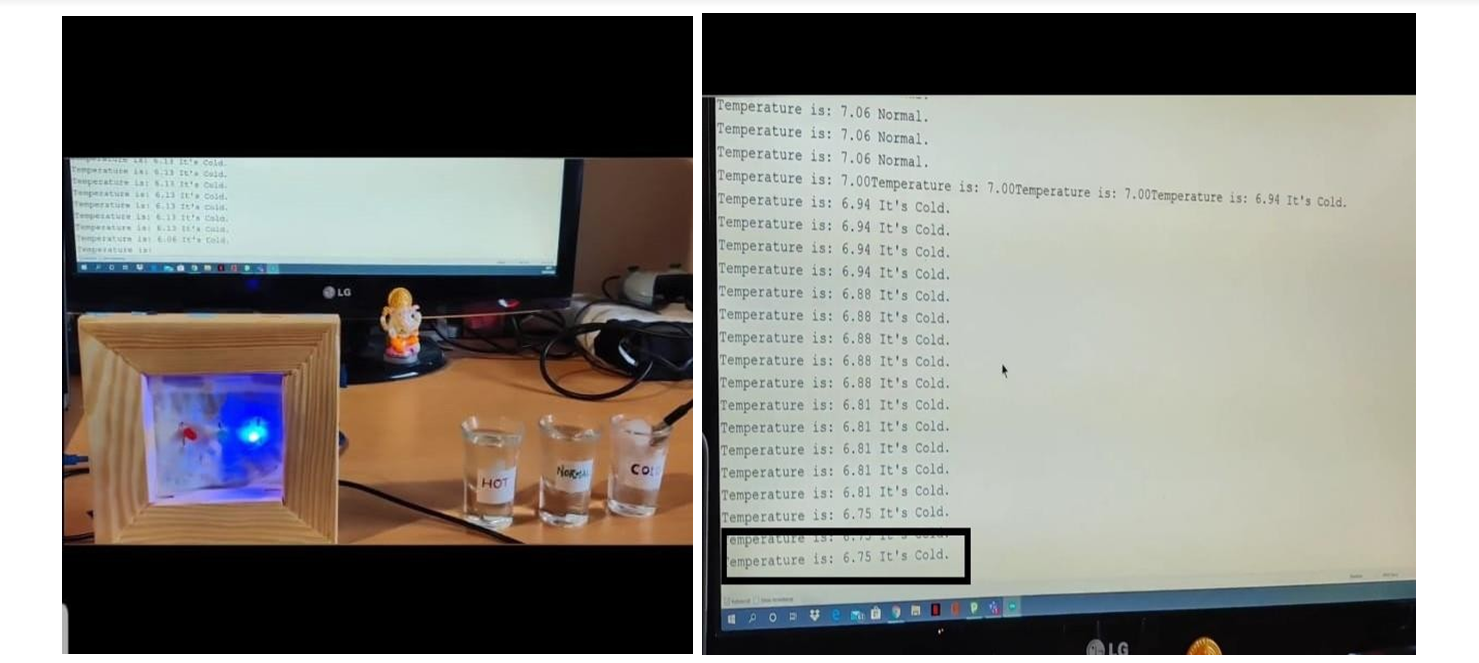 Temperature is: 6.13 It's Cold.
Temperature is: 6.13 It's Cold.
Temperature is: 6.13 It's Cold.
Temperature is: 6.13 It's Cold.
Temperature is: 6.13 It's Cold.
Temperature is: 6.13 It's Cold.
Temperature is: 6.13 It's Cold.
Temperature is: 6.06 It's Cold.
Temperature is:
LG
HOT
NORMAL
COL
Temperature is: 7.06 Normal.
Temperature is: 7.06 Normal.
Temperature is: 7.06 Normal.
Temperature is: 7.00Temperature is: 7.00Temperature is: 7.00Temperature is: 6.94 It's Cold.
Temperature is: 6.94 It's Cold.
Temperature is: 6.94 It's Cold.
Temperature is: 6.94 It's Cold.
Temperature is: 6.94 It's Cold.
Temperature is: 6.88 It's Cold.
Temperature is: 6.88 It's Cold.
Temperature is: 6.88 It's Cold.
Temperature is: 6.88 It's Cold.
Temperature is: 6.88 It's Cold.
Temperature is: 6.81 It's Cold.
Temperature is: 6.81 It's Cold.
Temperature is: 6.81 It's Cold.
Temperature is: 6.81 It's Cold.
Temperature is: 6.81 It's Cold.
Temperature is: 6.75 It's Cold.
emperature is: 6.75 It's Cold.
emperature is: 6.75 It's Cold.
LG